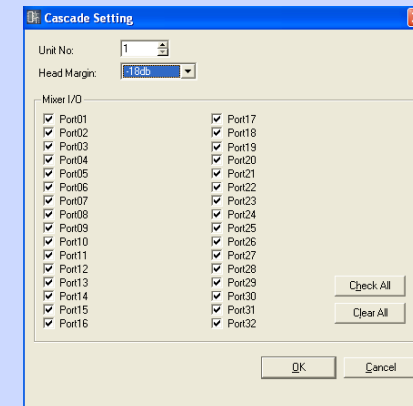 Cascade Setting
Unit No: 1
Head Margin: -18db
Mixer I/O
Port01 Port17
Port02 Port18
Port03 Port19
Port04 Port20
Port05 Port21
Port06 Port22
Port07 Port23
Port08 Port24
Port09 Port25
Port10 Port26
Port11 Port27
Port12 Port28
Port13 Port29 Check All
Port14 Port30
Port15 Port31 Clear All
Port16 Port32
OK Cancel